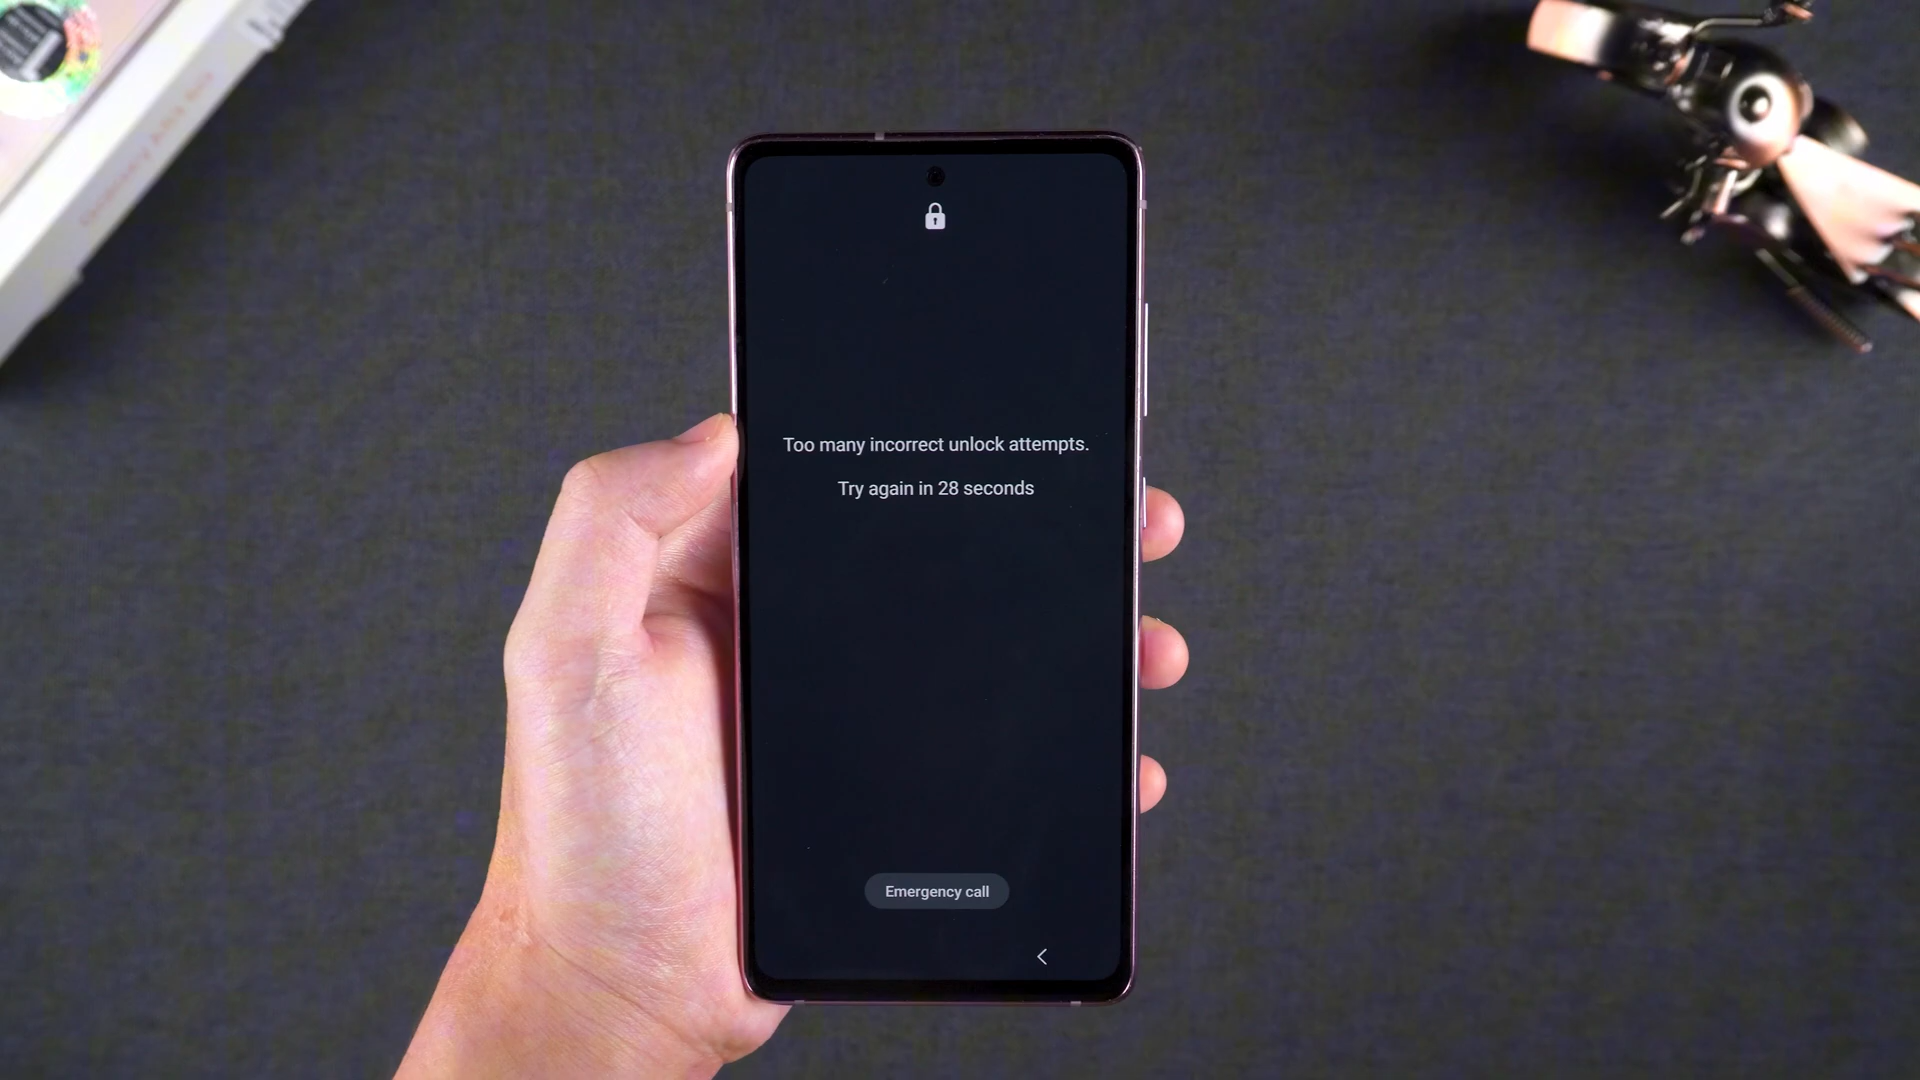 Too many incorrect unlock attempts.
Try again in 28 seconds
Emergency call